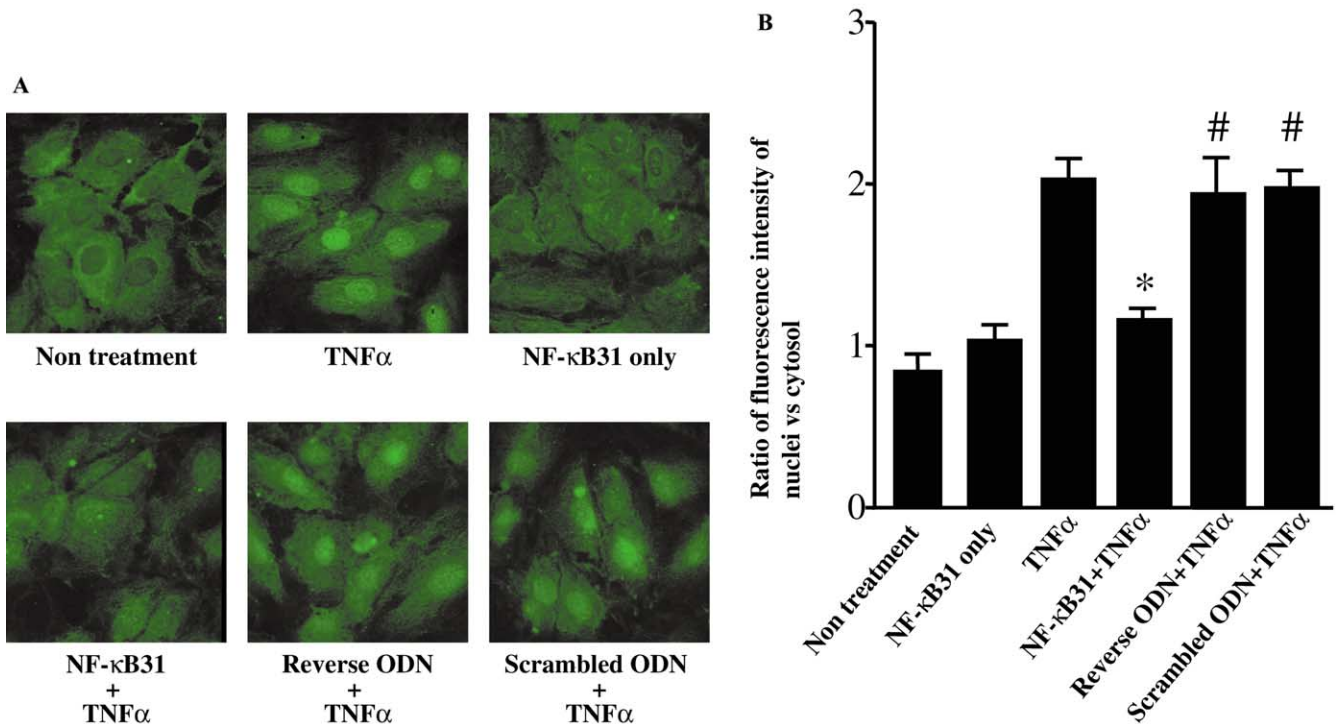 A
Non treatment
TNFα
NF-κB31 only
NF-κB31
+
TNFα
Reverse ODN
+
TNFα
Scrambled ODN
+
TNFα
B
Ratio of fluorescence intensity of
nuclei vs cytosol
3
2
1
0
*
#
#
Non treatment
NF-κB31 only
TNFα
NF-κB31+TNFα
Reverse ODN+TNFα
Scrambled ODN+TNFα